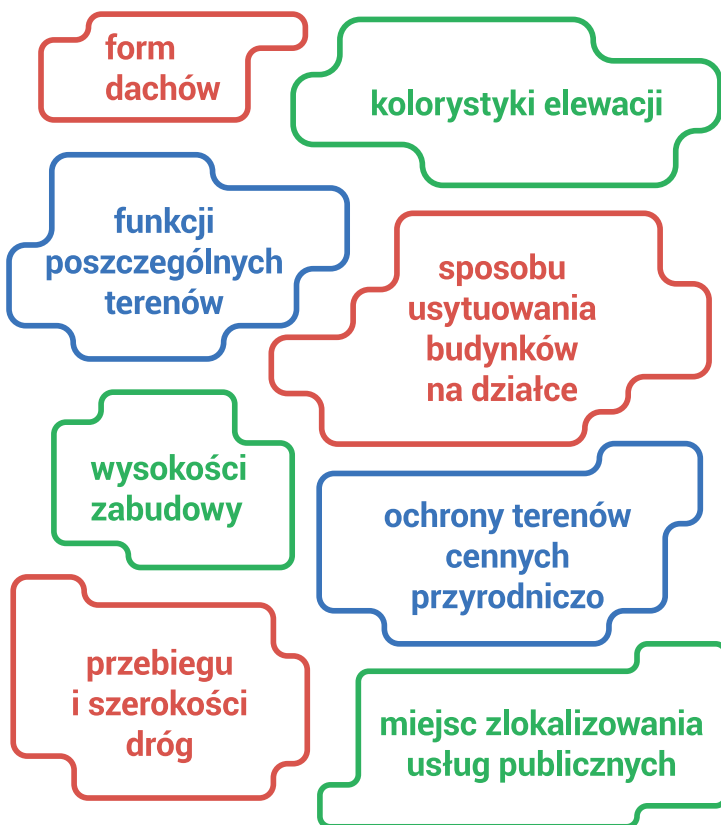 form
dachów
kolorystyki elewacji
funkcji
poszczególnych
terenów
sposobu
usytuowania
budynków
na działce
wysokości
zabudowy
ochrony terenów
cennych
przyrodniczo
przebiegu
i szerokości
dróg
miejsc zlokalizowania
usług publicznych